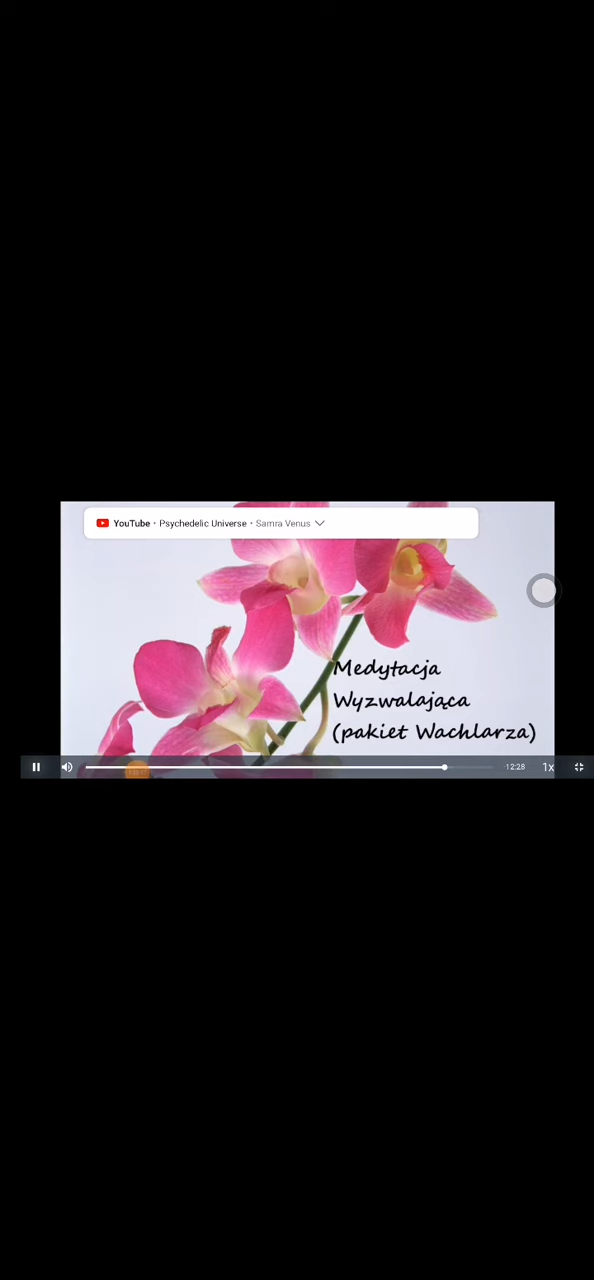 YouTube • Psychedelic Universe • Samra Venus
Medytacja
Wyzwalająca
(pakiet Wachlarza)
-12:28
1x